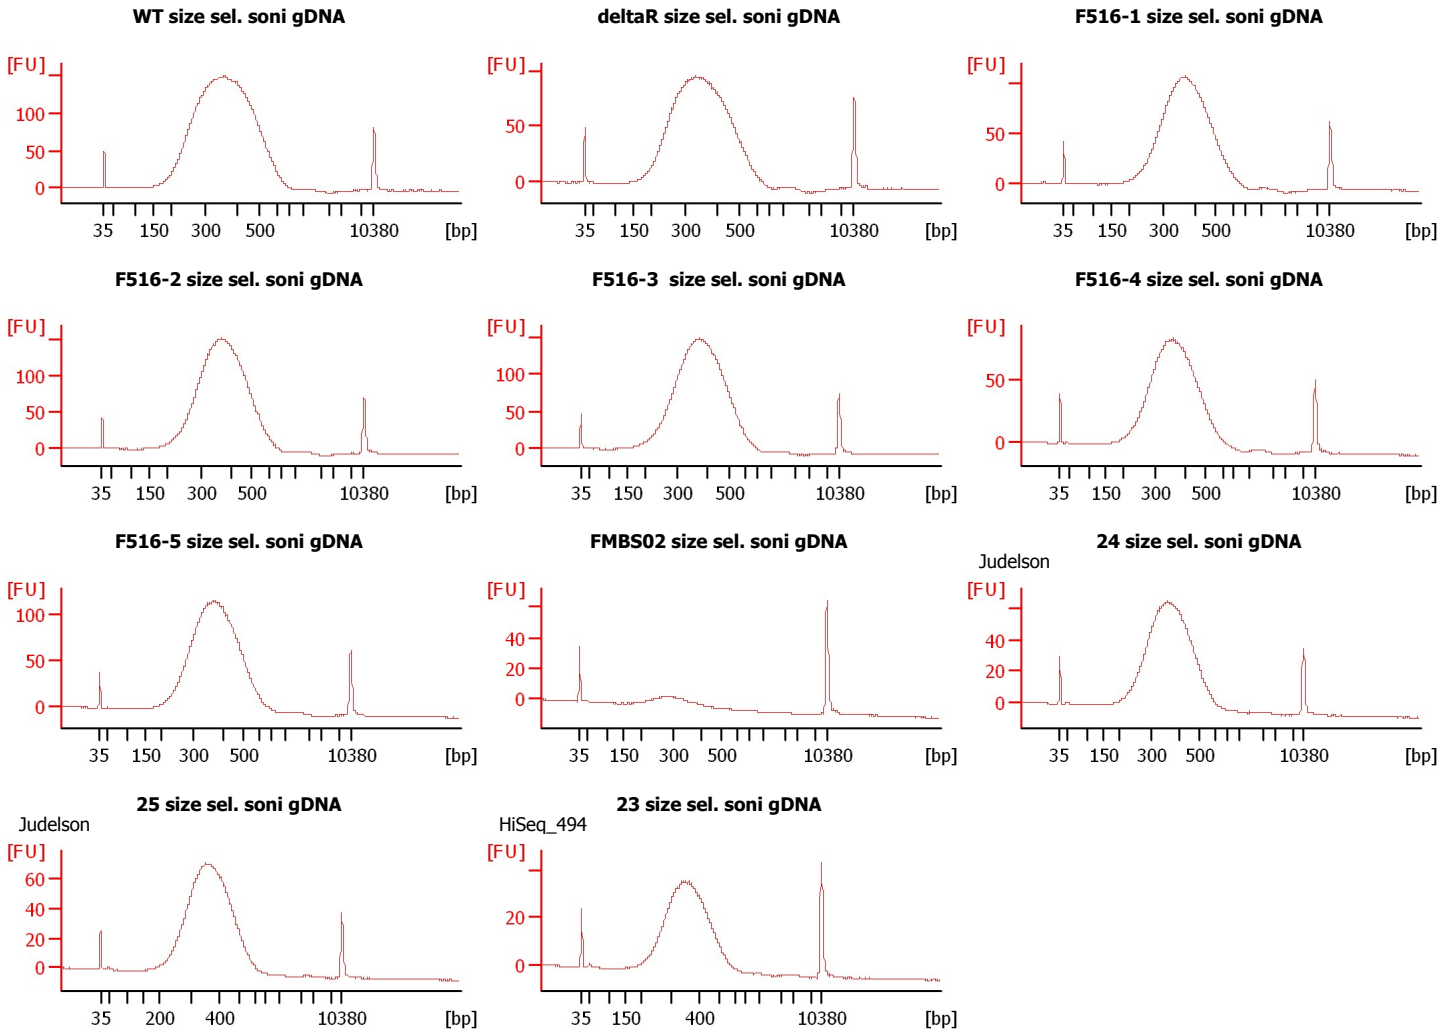 WT size sel. soni gDNA
[FU]
100
50
0
35 150 300 500 10380 [bp]
deltaR size sel. soni gDNA
[FU]
50
0
35 150 300 500 10380 [bp]
F516-1 size sel. soni gDNA
[FU]
50
0
35 150 300 500 10380 [bp]
F516-2 size sel. soni gDNA
[FU]
100
50
0
35 150 300 500 10380 [bp]
F516-3  size sel. soni gDNA
[FU]
100
50
0
35 150 300 500 10380 [bp]
F516-4 size sel. soni gDNA
[FU]
50
0
35 150 300 500 10380 [bp]
F516-5 size sel. soni gDNA
[FU]
100
50
0
35 150 300 500 10380 [bp]
FMBS02 size sel. soni gDNA
[FU]
40
20
0
35 150 300 500 10380 [bp]
24 size sel. soni gDNA
Judelson
[FU]
40
20
0
35 150 300 500 10380 [bp]
25 size sel. soni gDNA
Judelson
[FU]
60
40
20
0
35 200 400 10380 [bp]
23 size sel. soni gDNA
HiSeq_494
[FU]
20
0
35 150 400 10380 [bp]